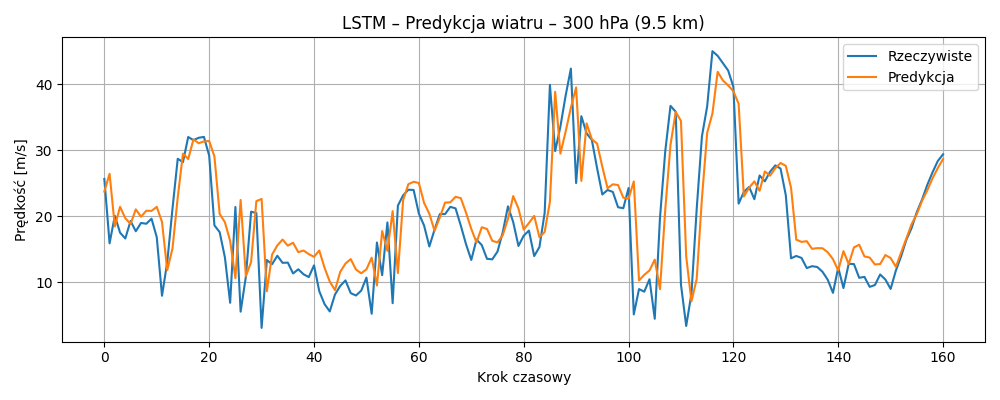 LSTM – Predykcja wiatru – 300 hPa (9.5 km)
Rzeczywiste
Predykcja
Prędkość [m/s]
40
30
20
10
0 20 40 60 80 100 120 140 160
Krok czasowy